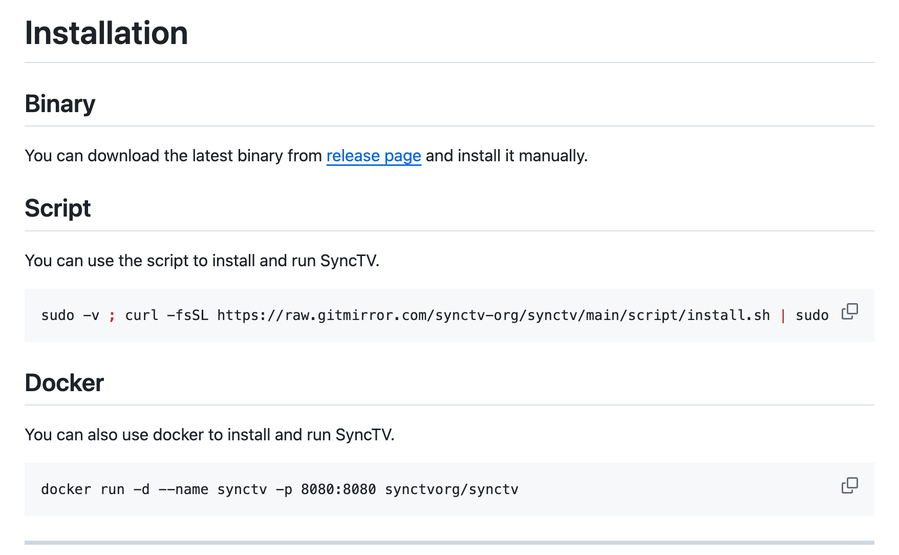 Installation
Binary
You can download the latest binary from release page and install it manually.
Script
You can use the script to install and run SyncTV.
sudo -v ; curl -fsSL https://raw.gitmirror.com/synctv-org/synctv/main/script/install.sh | sudo
Docker
You can also use docker to install and run SyncTV.
docker run -d --name synctv -p 8080:8080 synctvorg/synctv